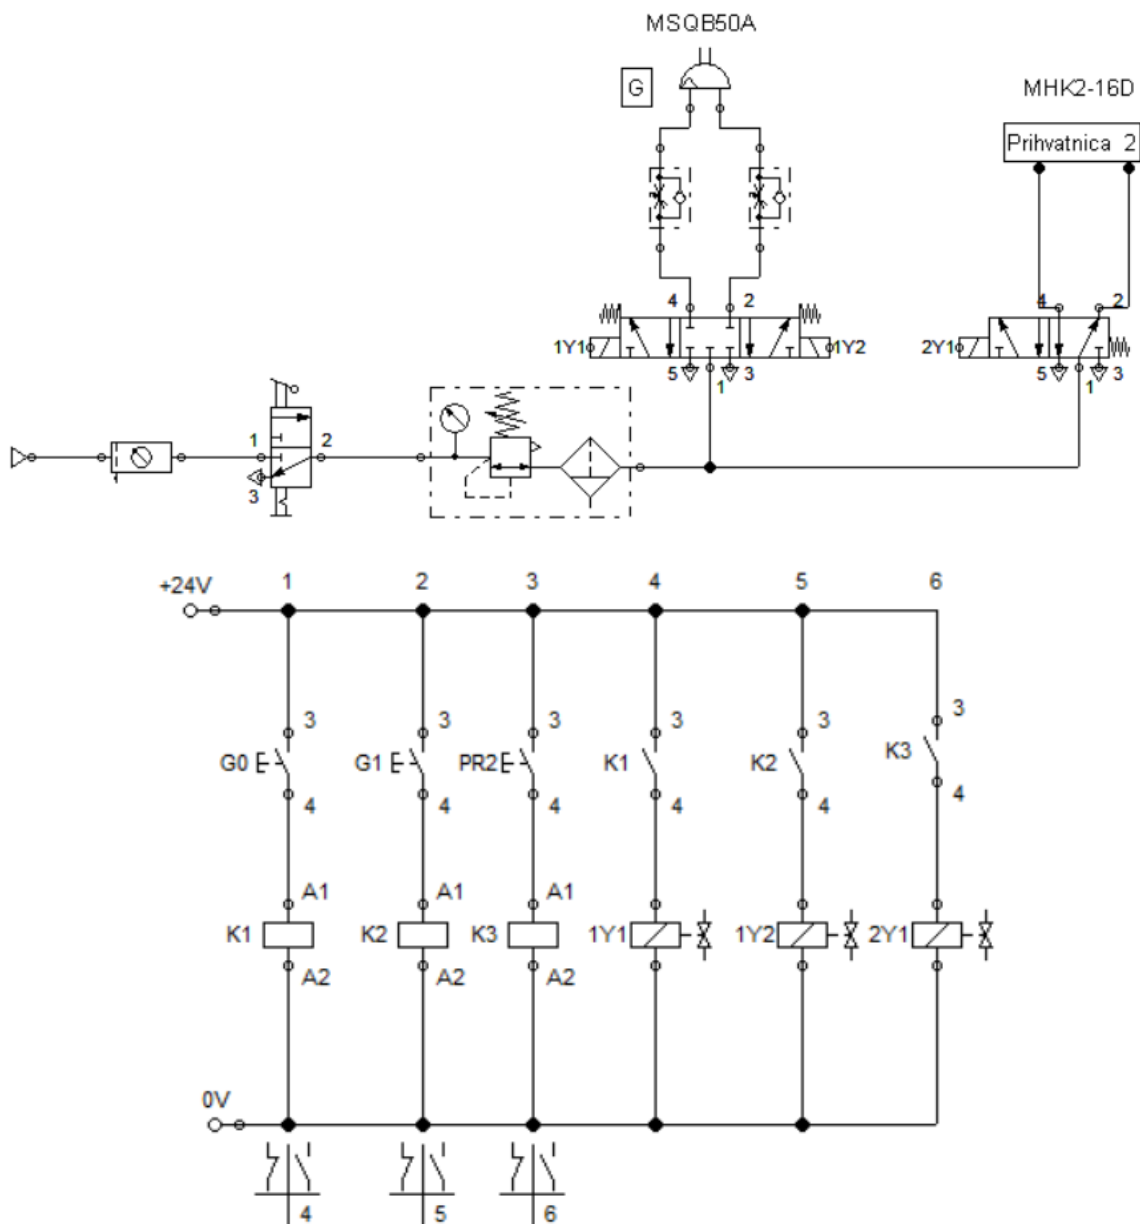 MSQB50A
G
MHK2-16D
Prihvatnica 2
4 2
4 2
1Y1 1Y2 2Y1
5 3
1
5 1 3
1 2
3
+24V 1 2 3 4 5 6
3 3 3 3 3 3
G0 G1 PR2 K1 K2 K3
4 4 4 4 4 4
A1 A1 A1
K1 K2 K3 1Y1 1Y2 2Y1
A2 A2 A2
0V
4 5 6